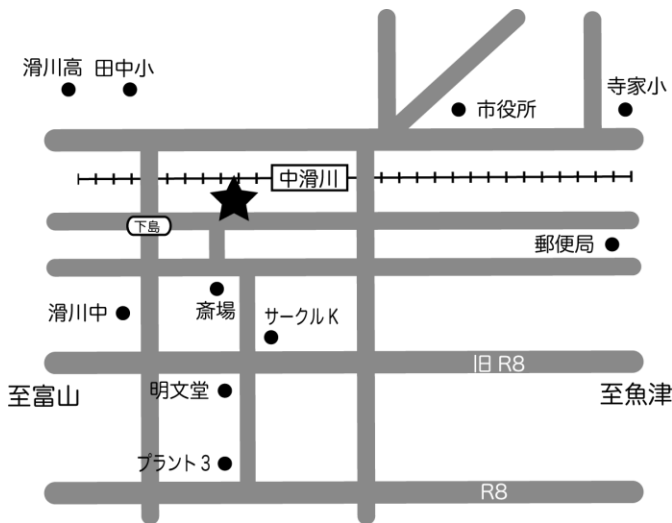 滑川高
田中小
市役所
寺家小
中滑川
下島
郵便局
滑川中
斎場
サークルK
旧 R8
至富山
明文堂
至魚津
プラント3
R8